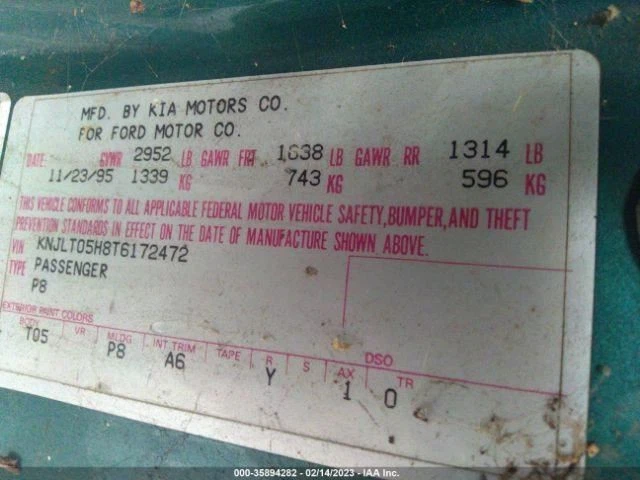 MFD. BY KIA MOTORS CO.
FOR FORD MOTOR CO.
DATE GVWR 2952 LB GAWR FRT 1638 LB GAWR RR 1314 LB
11/23/95 1339 KG 743 KG 596 KG
THIS VEHICLE CONFORMS TO ALL APPLICABLE FEDERAL MOTOR VEHICLE SAFETY, BUMPER, AND THEFT
PREVENTION STANDARDS IN EFFECT ON THE DATE OF MANUFACTURE SHOWN ABOVE.
VIN KNJLT05H8T6172472
TYPE PASSENGER
P8
EXTERIOR PAINT COLORS DSO
BODY VR MLDG INT TRIM TAPE R S AX TR
T05 P8 A6 Y 1 0
000-35894282 - 02/14/2023 - IAA Inc.